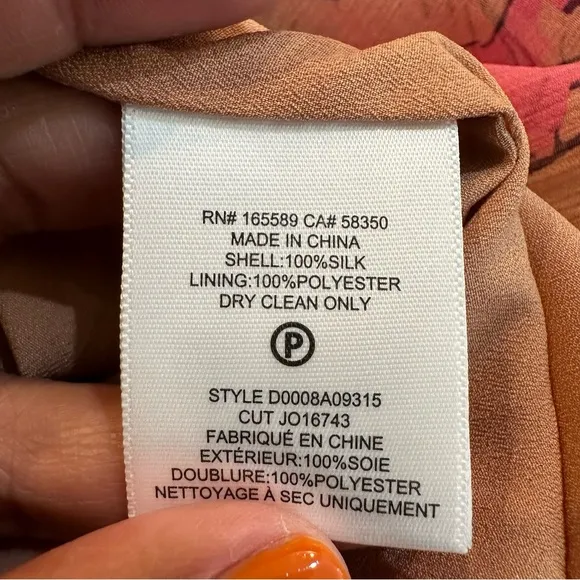 RN# 165589 CA# 58350
MADE IN CHINA
SHELL:100%SILK
LINING:100%POLYESTER
DRY CLEAN ONLY
P
STYLE D0008A09315
CUT JO16743
FABRIQUÉ EN CHINE
EXTÉRIEUR:100%SOIE
DOUBLURE:100%POLYESTER
NETTOYAGE À SEC UNIQUEMENT